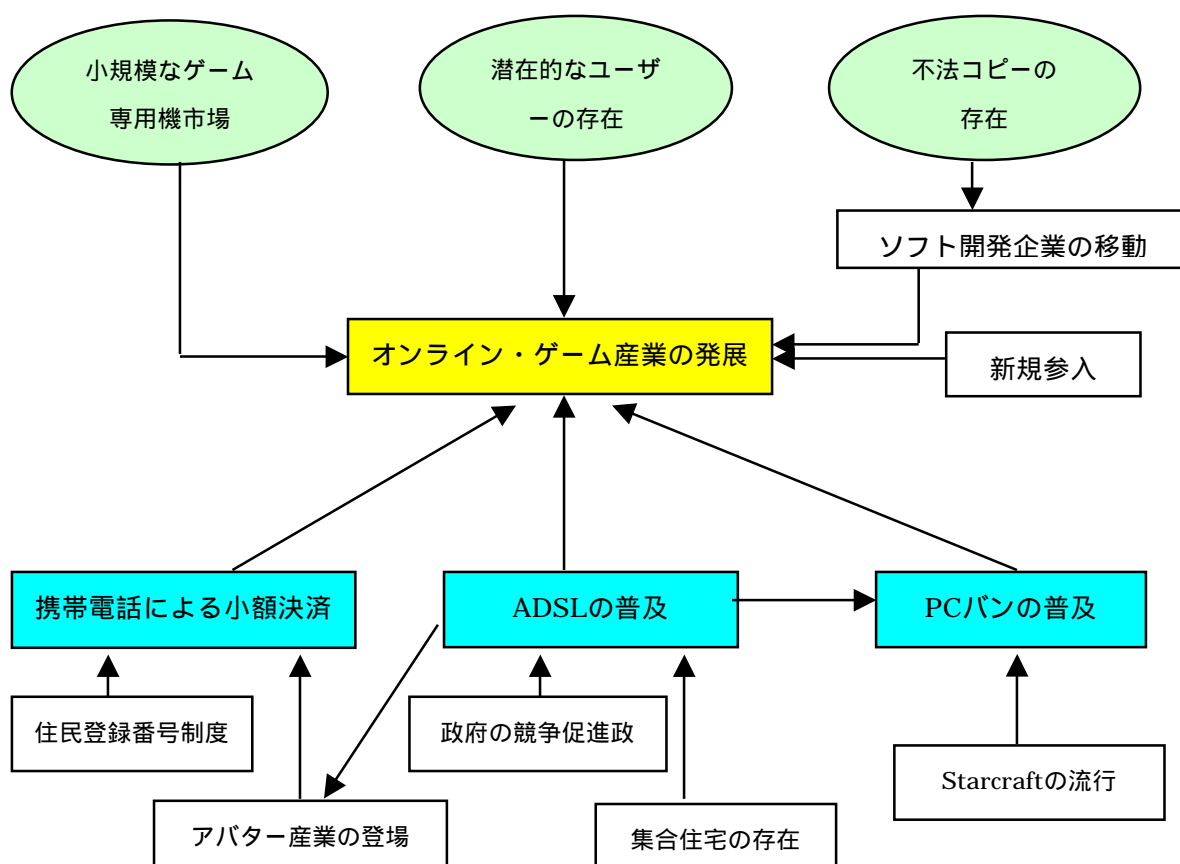 小規模なゲーム
専用機市場
潜在的なユーザ
ーの存在
不法コピーの
存在
ソフト開発企業の移動
オンライン・ゲーム産業の発展
新規参入
携帯電話による小額決済
ADSLの普及
PCバンの普及
住民登録番号制度
政府の競争促進政
Starcraftの流行
アバター産業の登場
集合住宅の存在